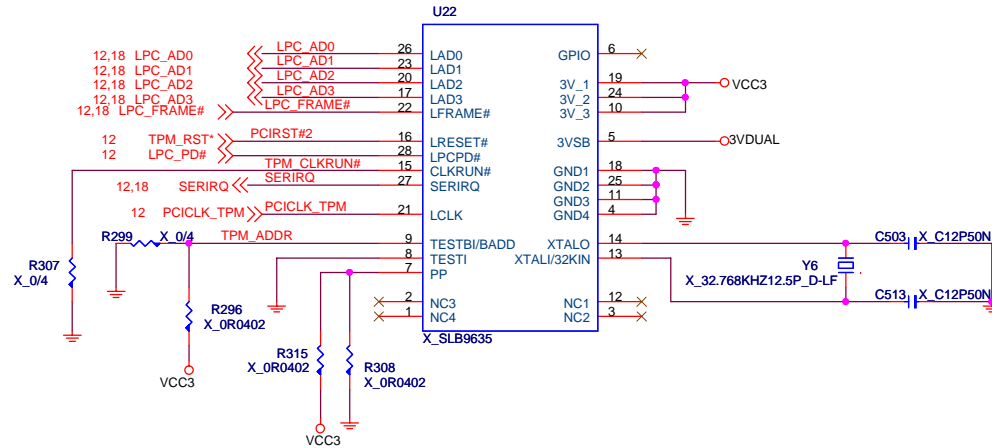 U22
12,18 LPC_AD0 LPC_AD0 26 LAD0 GPIO 6
12,18 LPC_AD1 LPC_AD1 23 LAD1
12,18 LPC_AD2 LPC_AD2 20 LAD2 3V_1 19 VCC3
12,18 LPC_AD3 LPC_AD3 17 LAD3 3V_2 24
12,18 LPC_FRAME# LPC_FRAME# 22 LFRAME# 3V_3 10
12 TPM_RST* PCIRST#2 16 LRESET# 3VSB 5 3VDUAL
12 LPC_PD# 28 LPCPD#
TPM_CLKRUN# 15 CLKRUN# GND1 18
12,18 SERIRQ SERIRQ 27 SERIRQ GND2 25
GND3 11
12 PCICLK_TPM PCICLK_TPM 21 LCLK GND4 4
R299 X_0/4 TPM_ADDR 9 TESTBI/BADD XTALO 14 C503 X_C12P50N
8 TESTI XTALI/32KIN 13
R307
X_0/4
7 PP
Y6
X_32.768KHZ12.5P_D-LF
C513 X_C12P50N
2 NC3 NC1 12
1 NC4 NC2 3
R296
X_0R0402
X_SLB9635
R315
X_0R0402
R308
X_0R0402
VCC3
VCC3